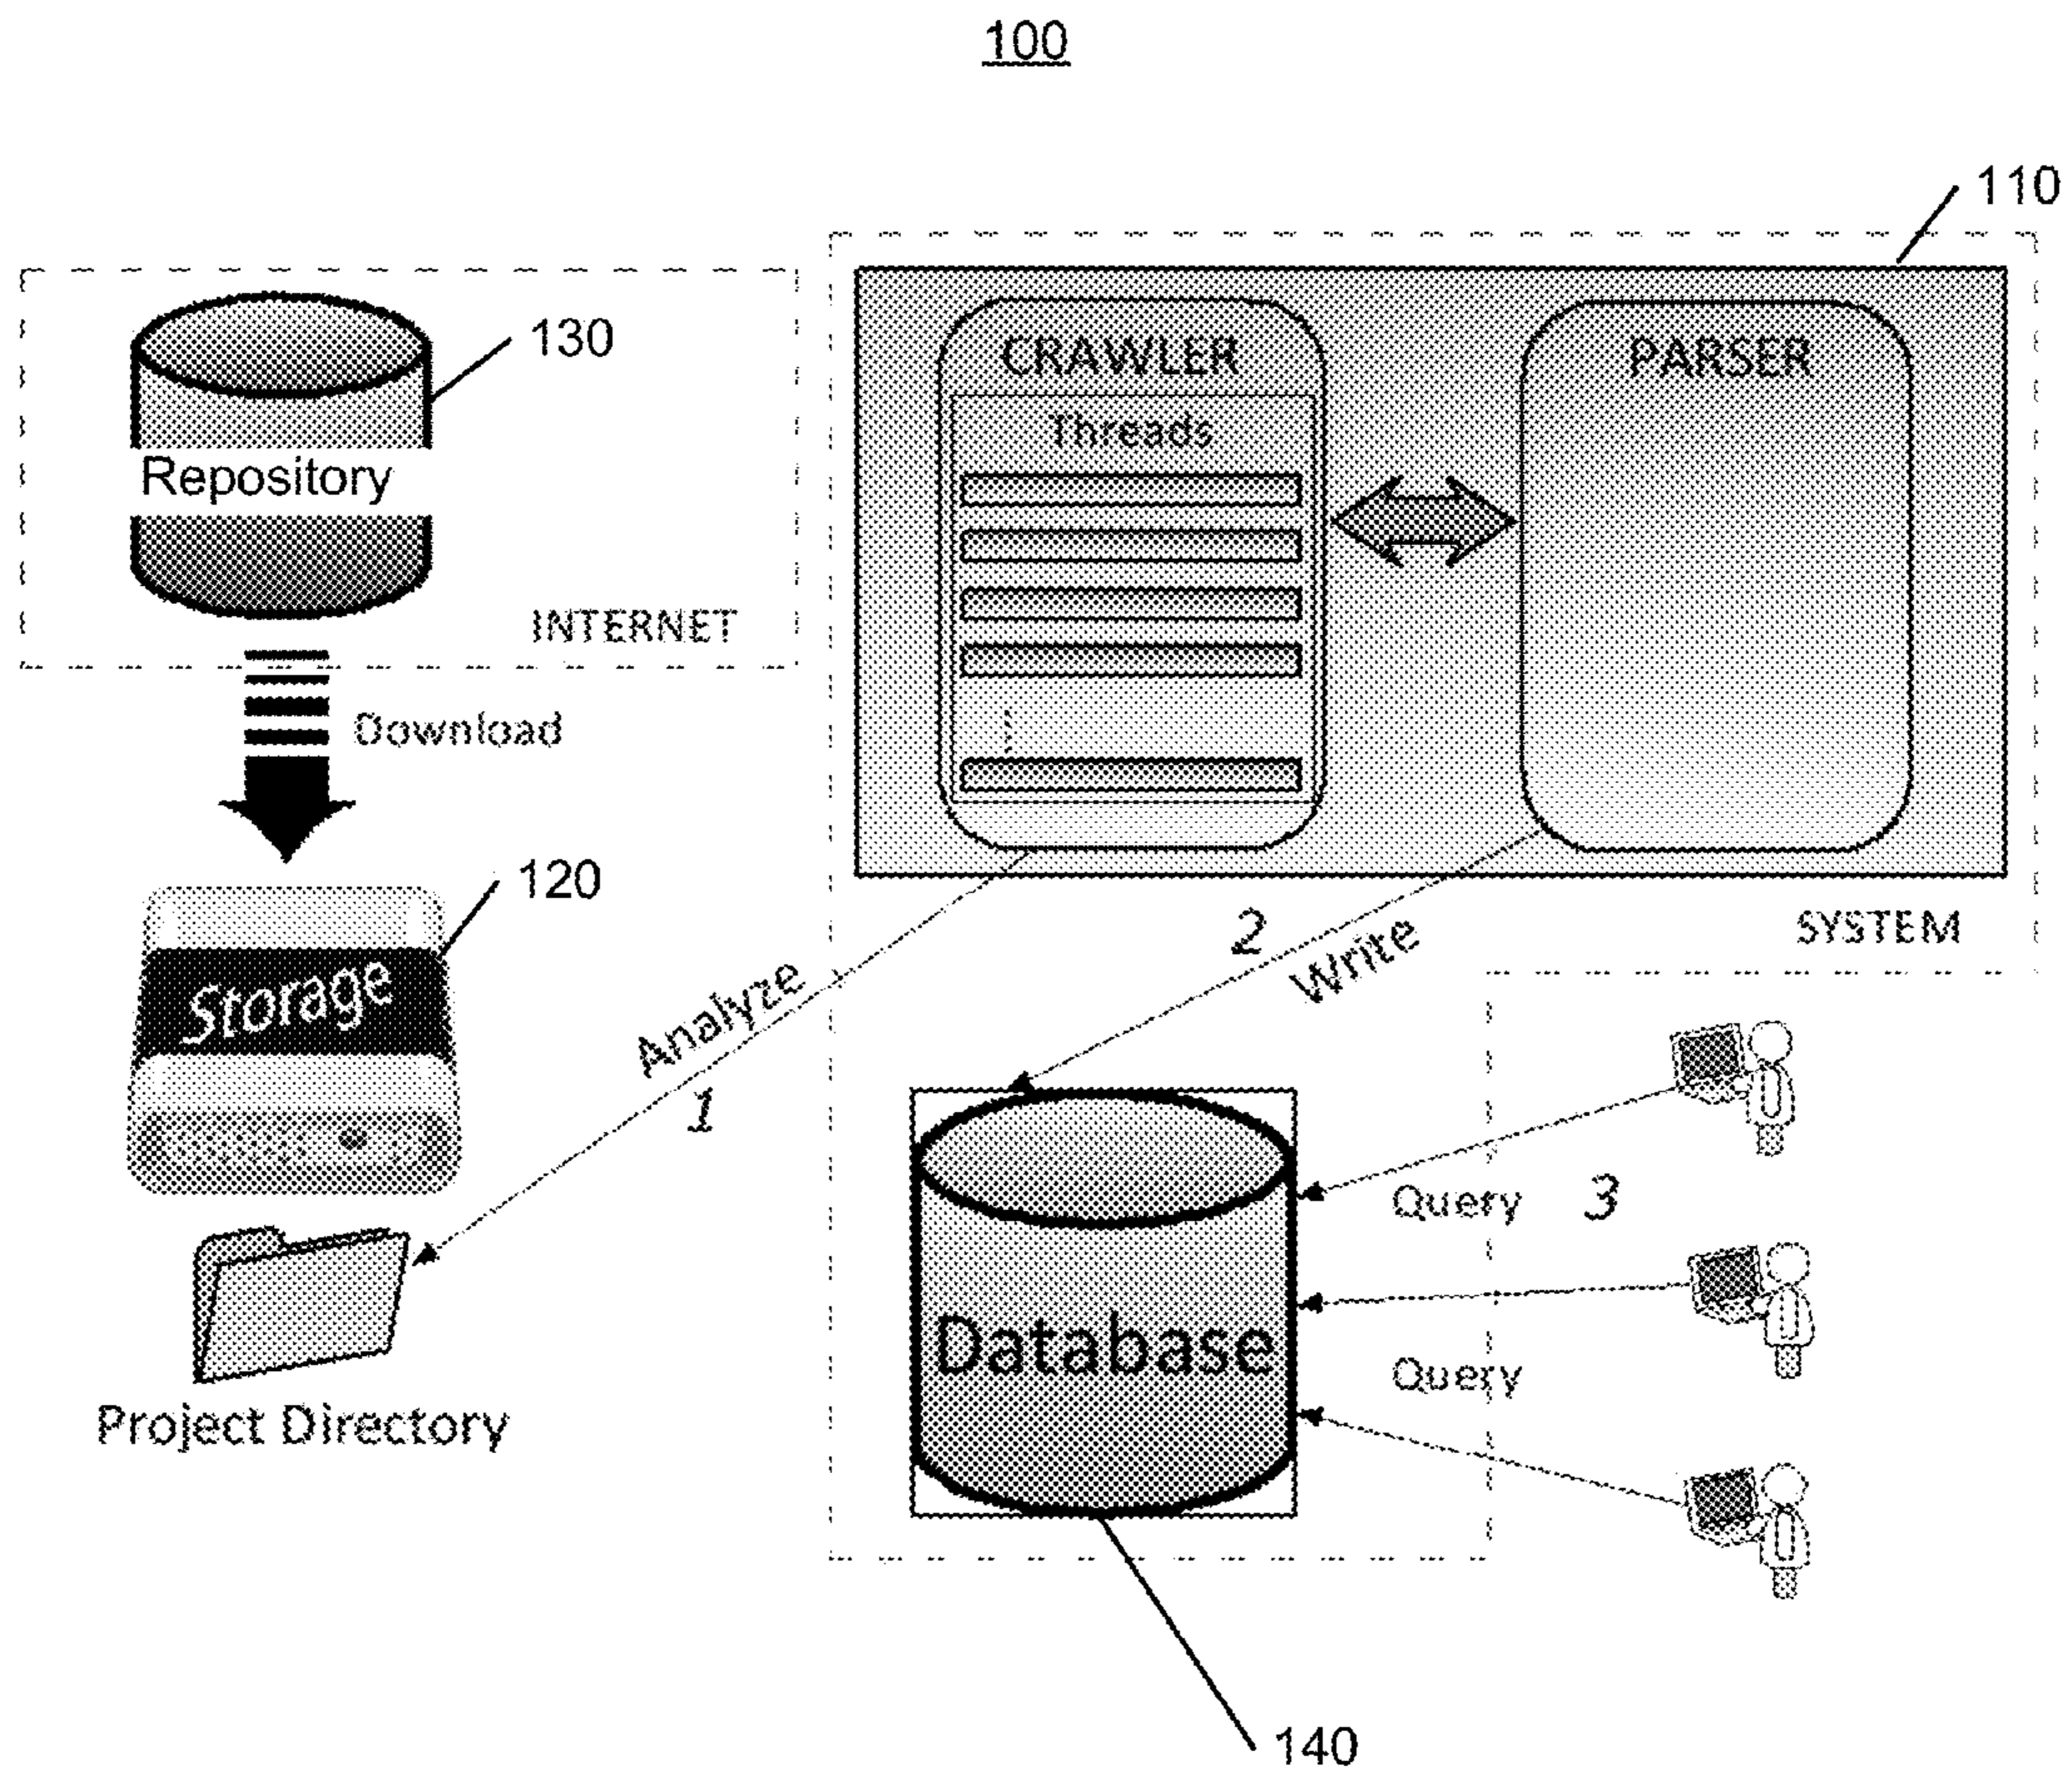 100
110
130
CRAWLER
PARSER
Threads
Repository
INTERNET
Download
120
Storage
SYSTEM
2
Write
Analyze
1
Query 3
Database
Query
Project Directory
140